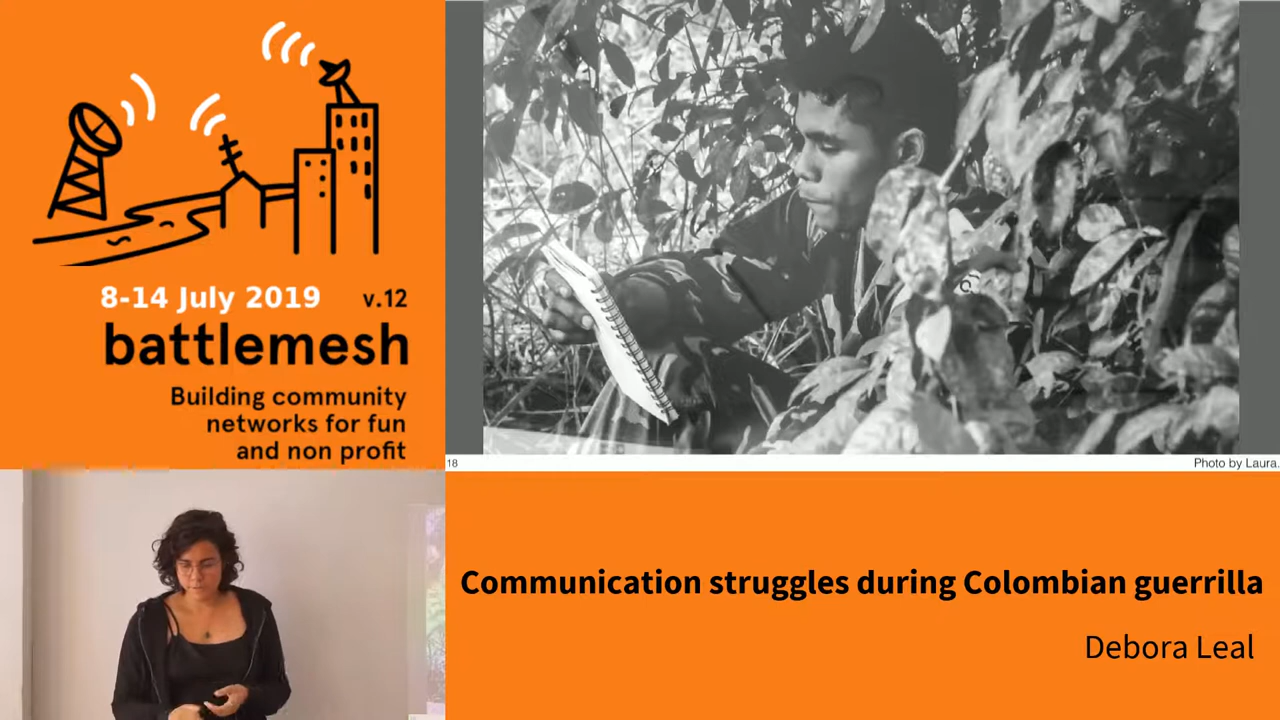 8-14 July 2019 v.12
battlemesh
Building community
networks for fun
and non profit
18
Photo by Laura.
Communication struggles during Colombian guerrilla
Debora Leal